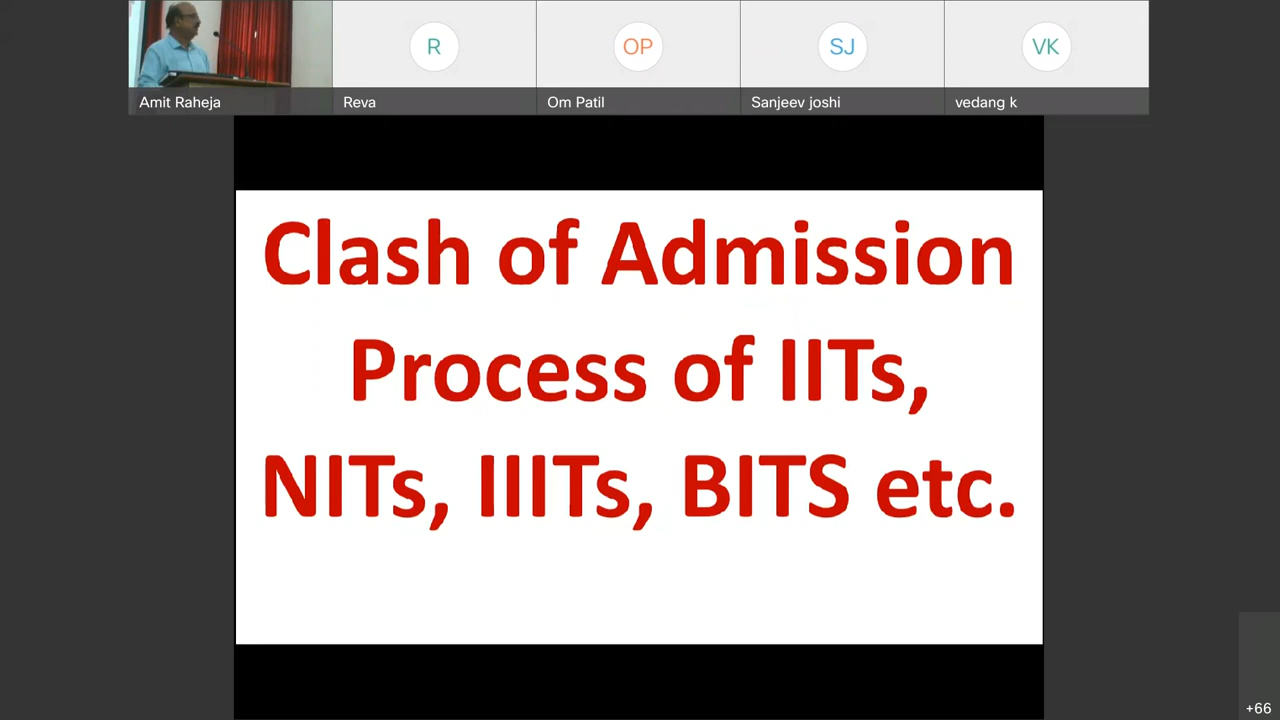 R
OP
SJ
VK
Amit Raheja
Reva
Om Patil
Sanjeev joshi
vedang k
Clash of Admission
Process of IITs,
NITs, IIITs, BITS etc.
+66